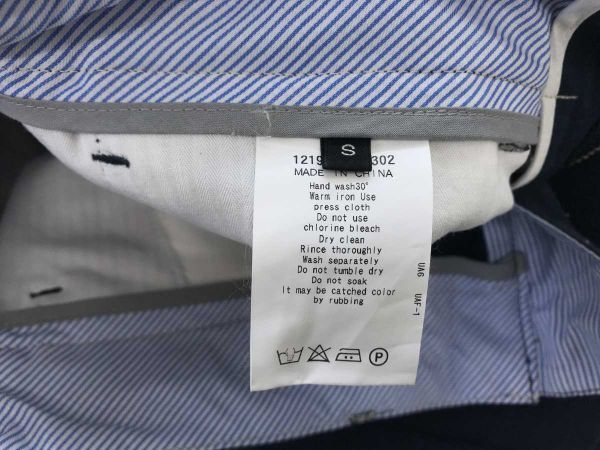 S
1219 302
MADE IN CHINA
Hand wash30°
Warm iron Use
press cloth
Do not use
chlorine bleach
Dry clean
Rince thoroughly
Wash separately
Do not tumble dry
Do not soak
It may be catched color
by rubbing
UA6 UAF-1
P